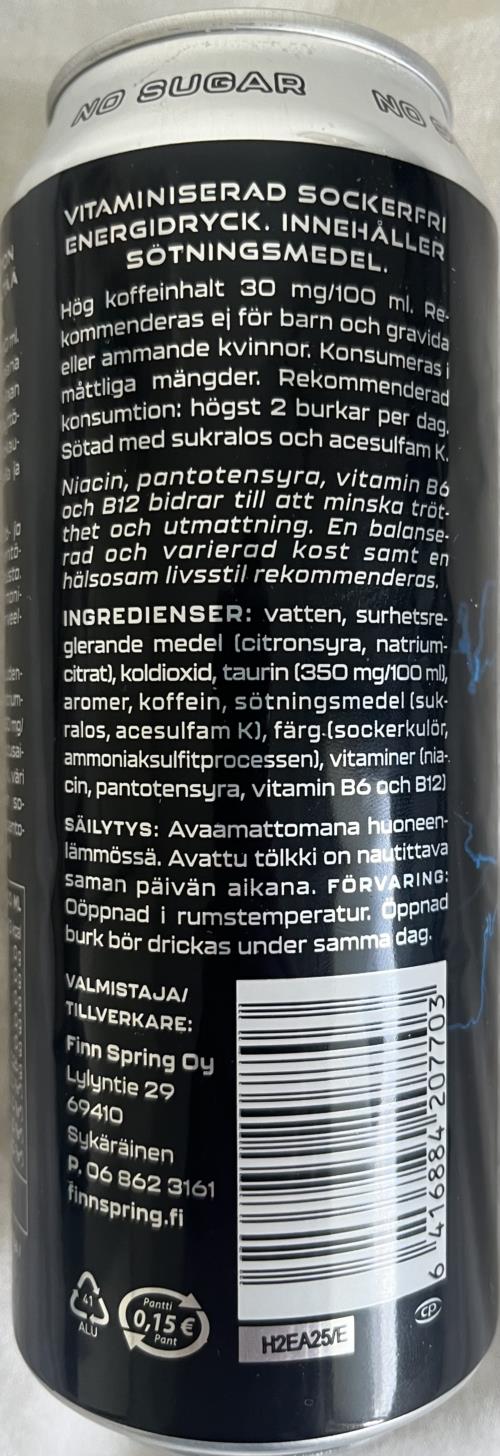 NO SUGAR NO S
VITAMINISERAD SOCKERFRI
ENERGIDRYCK. INNEHÅLLER
SÖTNINGSMEDEL.
Hög koffeinhalt 30 mg/100 ml. Re-
kommenderas ej för barn och gravida
eller ammande kvinnor. Konsumeras i
måttliga mängder. Rekommenderad
konsumtion: högst 2 burkar per dag.
Sötad med sukralos och acesulfam K.
Niacin, pantotensyra, vitamin B6
och B12 bidrar till att minska tröt-
thet och utmattning. En balanse-
rad och varierad kost samt en
hälsosam livsstil rekommenderas.
INGREDIENSER: vatten, surhetsre-
glerande medel (citronsyra, natrium-
citrat), koldioxid, taurin (350 mg/100 ml),
aromer, koffein, sötningsmedel (suk-
ralos, acesulfam K), färg (sockerkulör,
ammoniaksulfitprocessen), vitaminer (nia-
cin, pantotensyra, vitamin B6 och B12)
SÄILYTYS: Avaamattomana huoneen-
lämmössä. Avattu tölkki on nautittava
saman päivän aikana. FÖRVARING:
Oöppnad i rumstemperatur. Öppnad
burk bör drickas under samma dag.
VALMISTAJA/
TILLVERKARE:
Finn Spring Oy
Lylyntie 29
69410
Sykäräinen
P. 06 862 3161
finnspring.fi
6 416884 207703
41
ALU
Pantti
0,15 €
Pant
H2EA25/E
CP